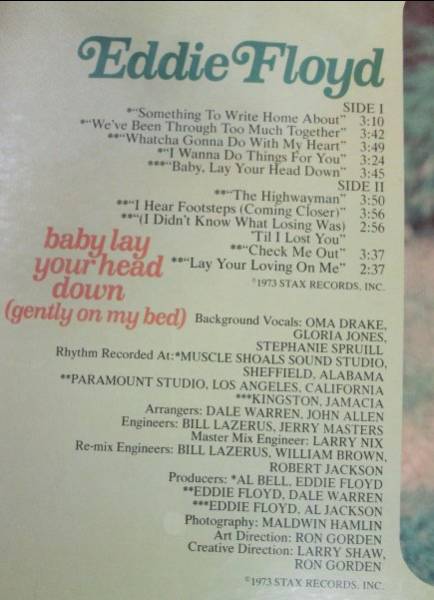 Eddie Floyd
SIDE I
*"Something To Write Home About" 3:10
*"We've Been Through Too Much Together" 3:42
**"Whatcha Gonna Do With My Heart" 3:49
*"I Wanna Do Things For You" 3:24
***"Baby, Lay Your Head Down" 3:45
SIDE II
**"The Highwayman" 3:50
**"I Hear Footsteps (Coming Closer)" 3:56
**"(I Didn't Know What Losing Was) 2:56
'Til I Lost You"
**"Check Me Out" 3:37
**"Lay Your Loving On Me" 2:37
℗1973 STAX RECORDS, INC.
baby lay
your head
down
(gently on my bed)
Background Vocals: OMA DRAKE,
GLORIA JONES,
STEPHANIE SPRUILL
Rhythm Recorded At:*MUSCLE SHOALS SOUND STUDIO,
SHEFFIELD, ALABAMA
**PARAMOUNT STUDIO, LOS ANGELES, CALIFORNIA
***KINGSTON, JAMACIA
Arrangers: DALE WARREN, JOHN ALLEN
Engineers: BILL LAZERUS, JERRY MASTERS
Master Mix Engineer: LARRY NIX
Re-mix Engineers: BILL LAZERUS, WILLIAM BROWN,
ROBERT JACKSON
Producers: *AL BELL, EDDIE FLOYD
**EDDIE FLOYD, DALE WARREN
***EDDIE FLOYD, AL JACKSON
Photography: MALDWIN HAMLIN
Art Direction: RON GORDEN
Creative Direction: LARRY SHAW,
RON GORDEN
©1973 STAX RECORDS, INC.